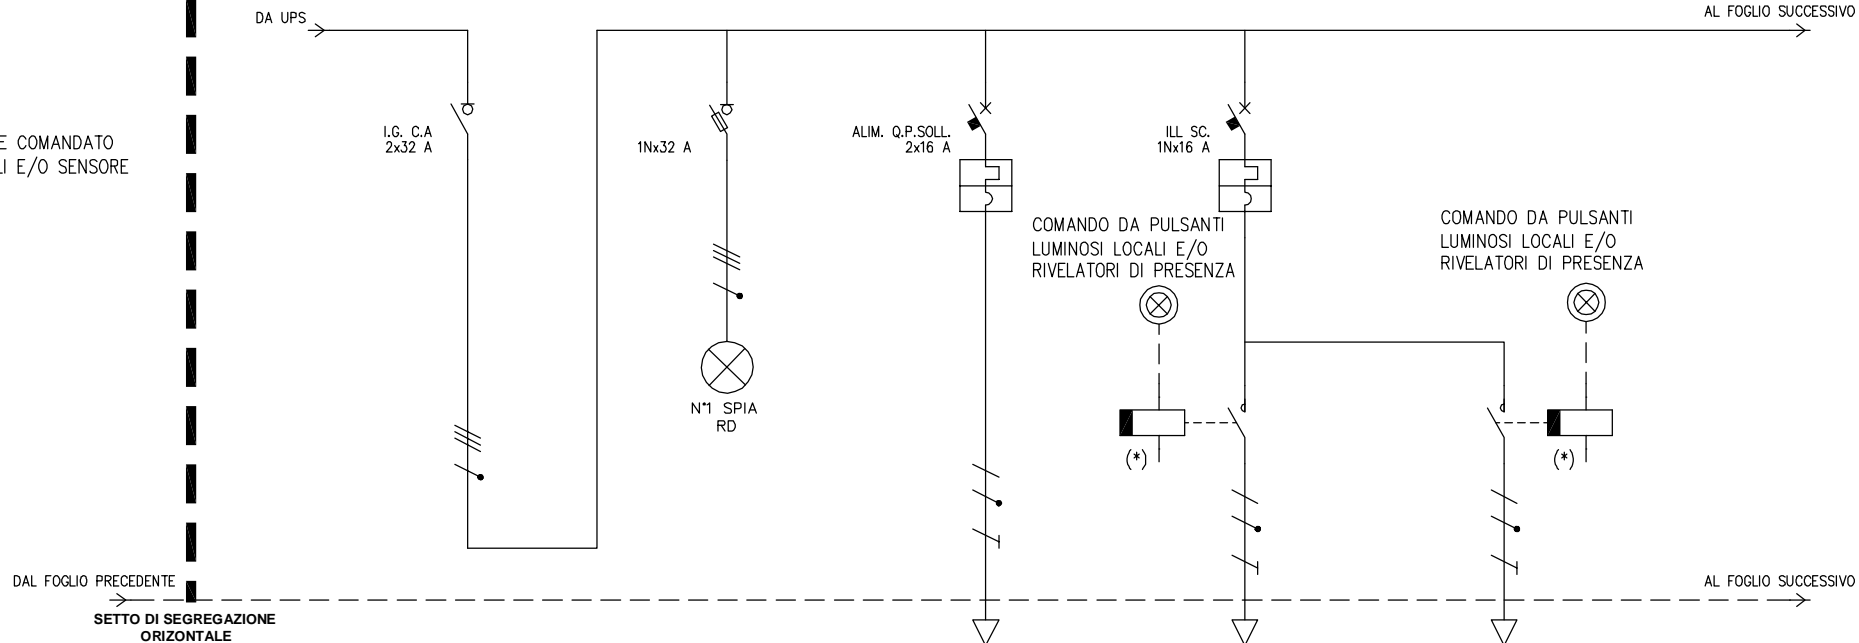 DA UPS
AL FOGLIO SUCCESSIVO
E COMANDATO
LI E/O SENSORE
I.G. C.A
2x32 A
1Nx32 A
ALIM. Q.P.SOLL.
2x16 A
ILL SC.
1Nx16 A
COMANDO DA PULSANTI
LUMINOSI LOCALI E/O
RIVELATORI DI PRESENZA
COMANDO DA PULSANTI
LUMINOSI LOCALI E/O
RIVELATORI DI PRESENZA
N°1 SPIA
RD
(*)
(*)
DAL FOGLIO PRECEDENTE
AL FOGLIO SUCCESSIVO
SETTO DI SEGREGAZIONE
ORIZONTALE